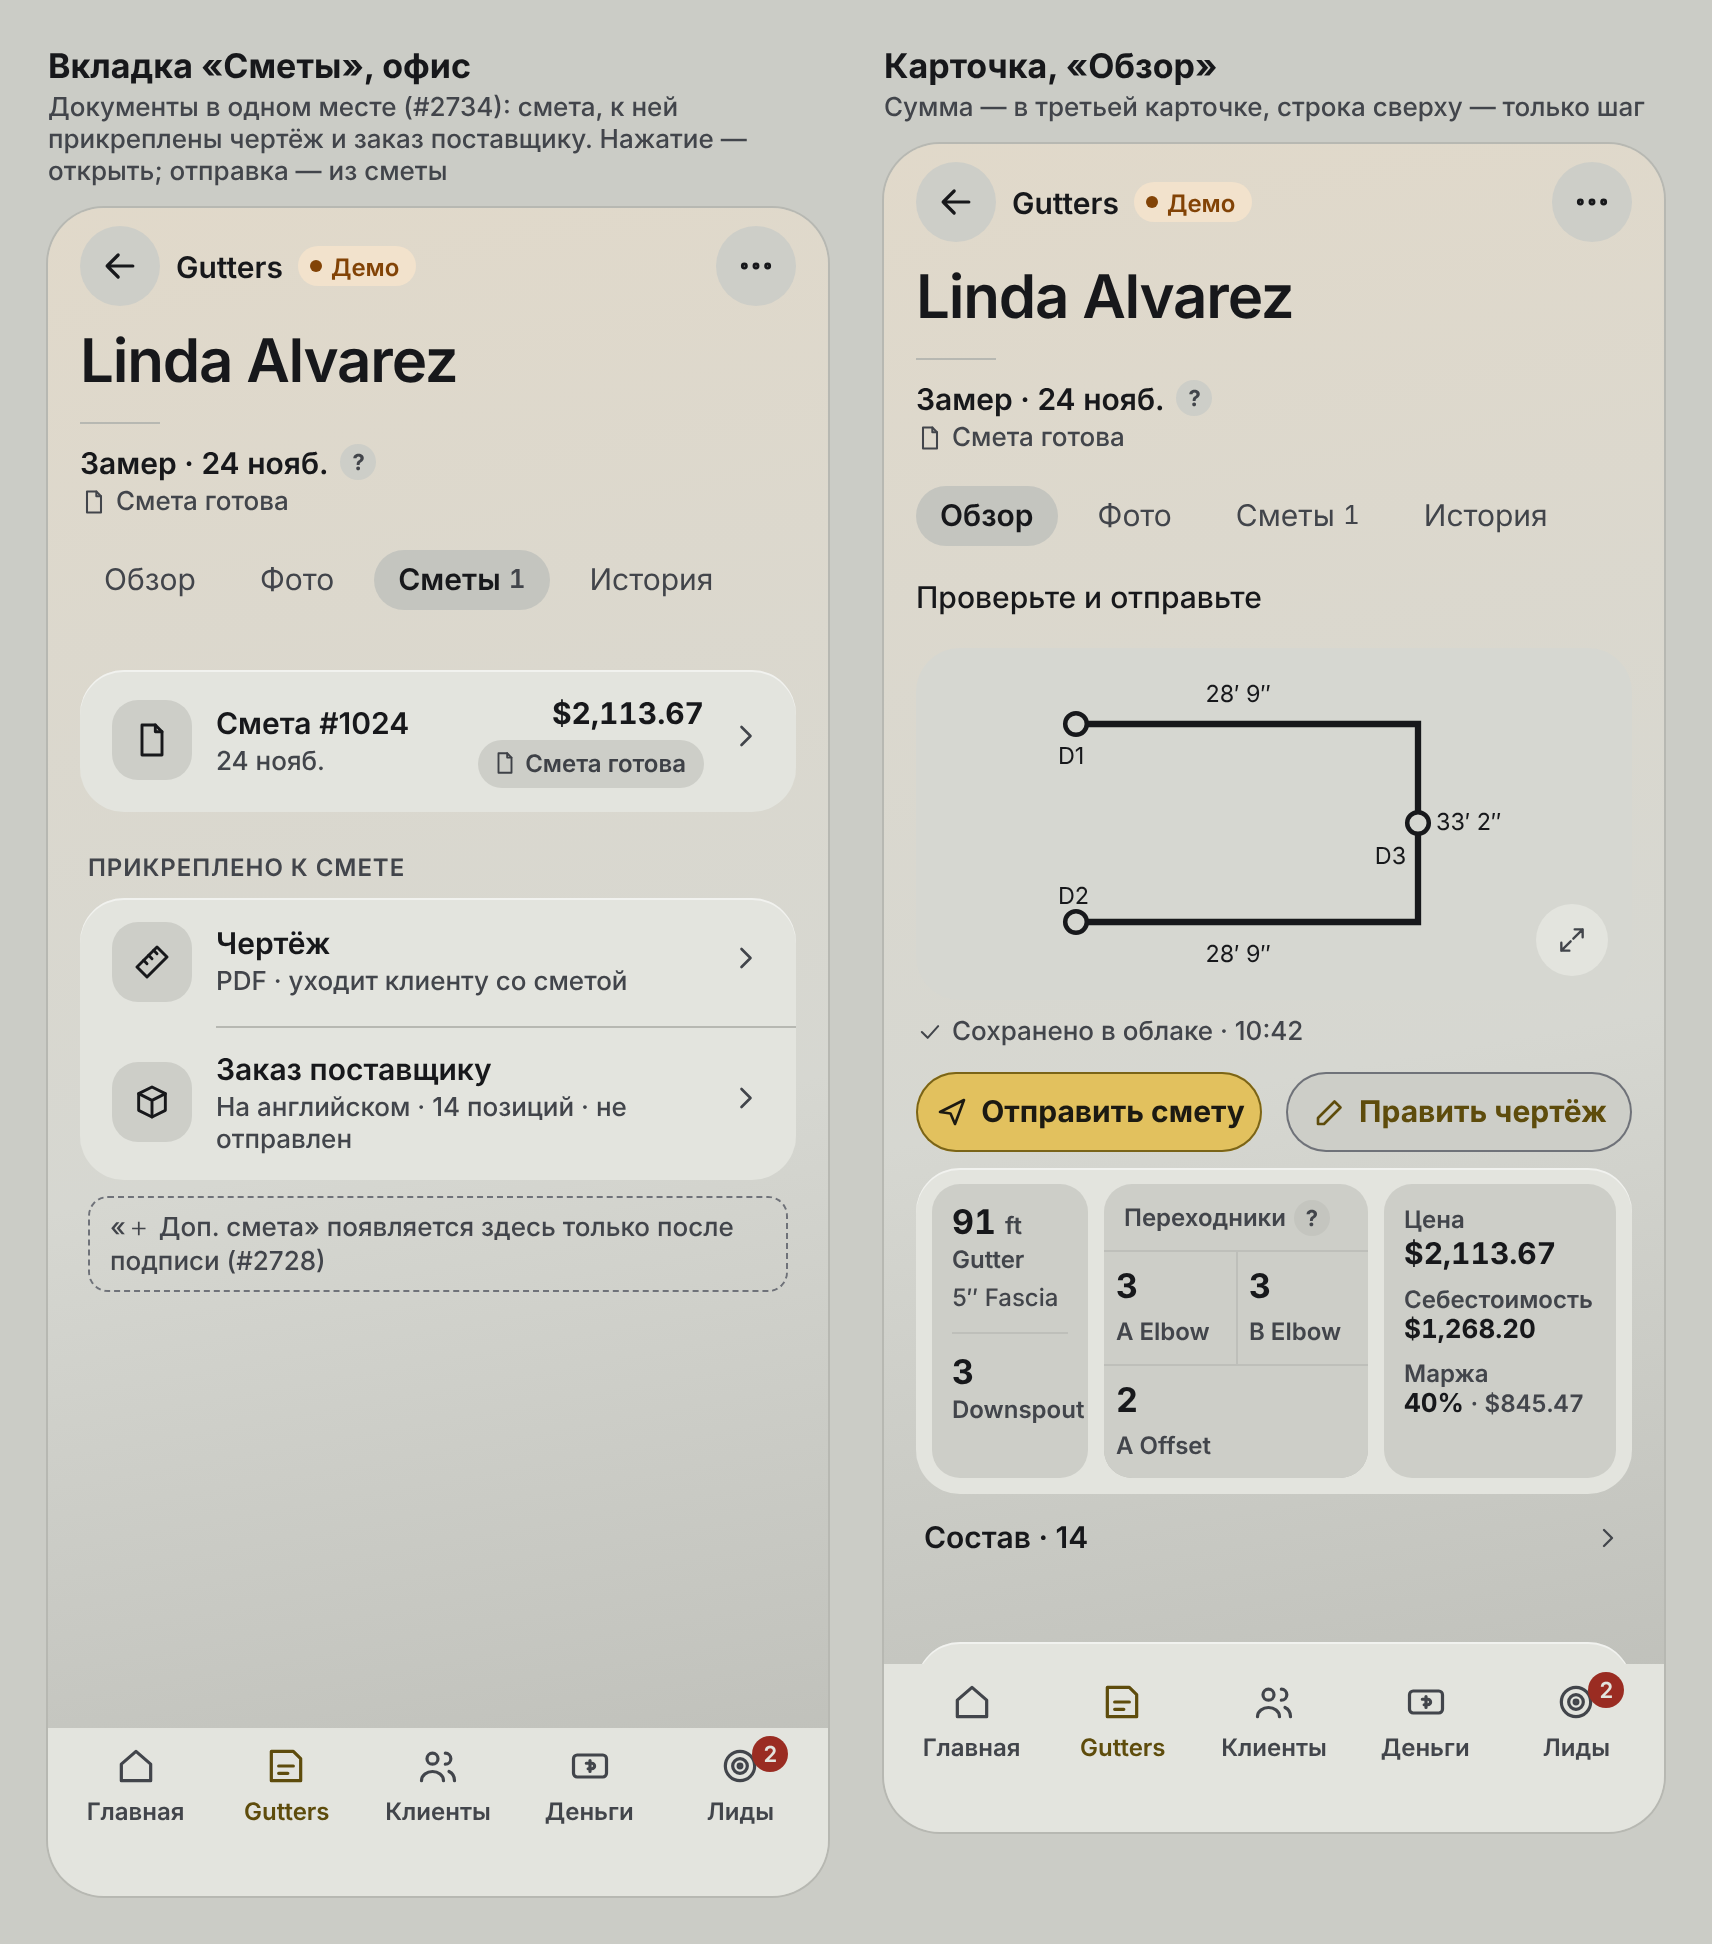 Вкладка «Сметы», офис
Документы в одном месте (#2734): смета, к ней
прикреплены чертёж и заказ поставщику. Нажатие —
открыть; отправка — из сметы
Gutters
Демо
Linda Alvarez
Замер · 24 нояб. ?
Смета готова
Обзор
Фото
Сметы 1
История
Смета #1024
24 нояб.
$2,113.67
Смета готова
ПРИКРЕПЛЕНО К СМЕТЕ
Чертёж
PDF · уходит клиенту со сметой
Заказ поставщику
На английском · 14 позиций · не
отправлен
«+ Доп. смета» появляется здесь только после
подписи (#2728)
Главная
Gutters
Клиенты
Деньги
2
Лиды
Карточка, «Обзор»
Сумма — в третьей карточке, строка сверху — только шаг
Gutters
Демо
Linda Alvarez
Замер · 24 нояб. ?
Смета готова
Обзор
Фото
Сметы 1
История
Проверьте и отправьте
28′ 9″
D1
33′ 2″
D3
D2
28′ 9″
Сохранено в облаке · 10:42
Отправить смету
Править чертёж
91 ft
Gutter
5″ Fascia
3
Downspout
Переходники ?
3
A Elbow
3
B Elbow
2
A Offset
Цена
$2,113.67
Себестоимость
$1,268.20
Маржа
40% · $845.47
Состав · 14
Главная
Gutters
Клиенты
Деньги
2
Лиды